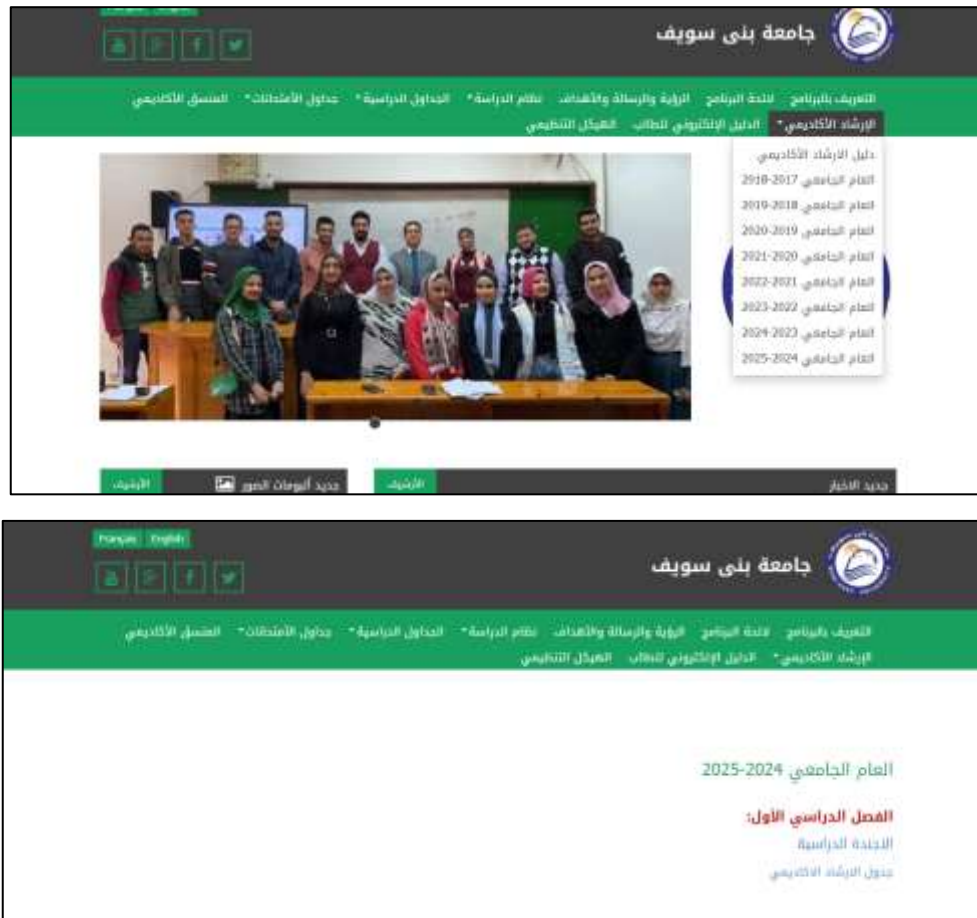 جامعة بنى سويف
التعريف بالبرنامج لائحة البرنامج الرؤية والرسالة والأهداف نظام الدراسة الجداول الدراسية جداول الأمتحانات المنسق الأكاديمي
الإرشاد الأكاديمي الدليل الإلكتروني للطالب الهيكل التنظيمي
دليل الارشاد الأكاديمي
العام الجامعي 2017-2018
العام الجامعي 2018-2019
العام الجامعي 2019-2020
العام الجامعي 2020-2021
العام الجامعي 2021-2022
العام الجامعي 2022-2023
العام الجامعي 2023-2024
العام الجامعي 2024-2025
جديد الاخبار
الأرشيف
جديد ألبومات الصور
الأرشيف
Français English
جامعة بنى سويف
التعريف بالبرنامج لائحة البرنامج الرؤية والرسالة والأهداف نظام الدراسة الجداول الدراسية جداول الأمتحانات المنسق الأكاديمي
الإرشاد الأكاديمي الدليل الإلكتروني للطالب الهيكل التنظيمي
العام الجامعي 2024-2025
الفصل الدراسي الأول:
الاجندة الدراسية
جدول الارشاد الاكاديمي